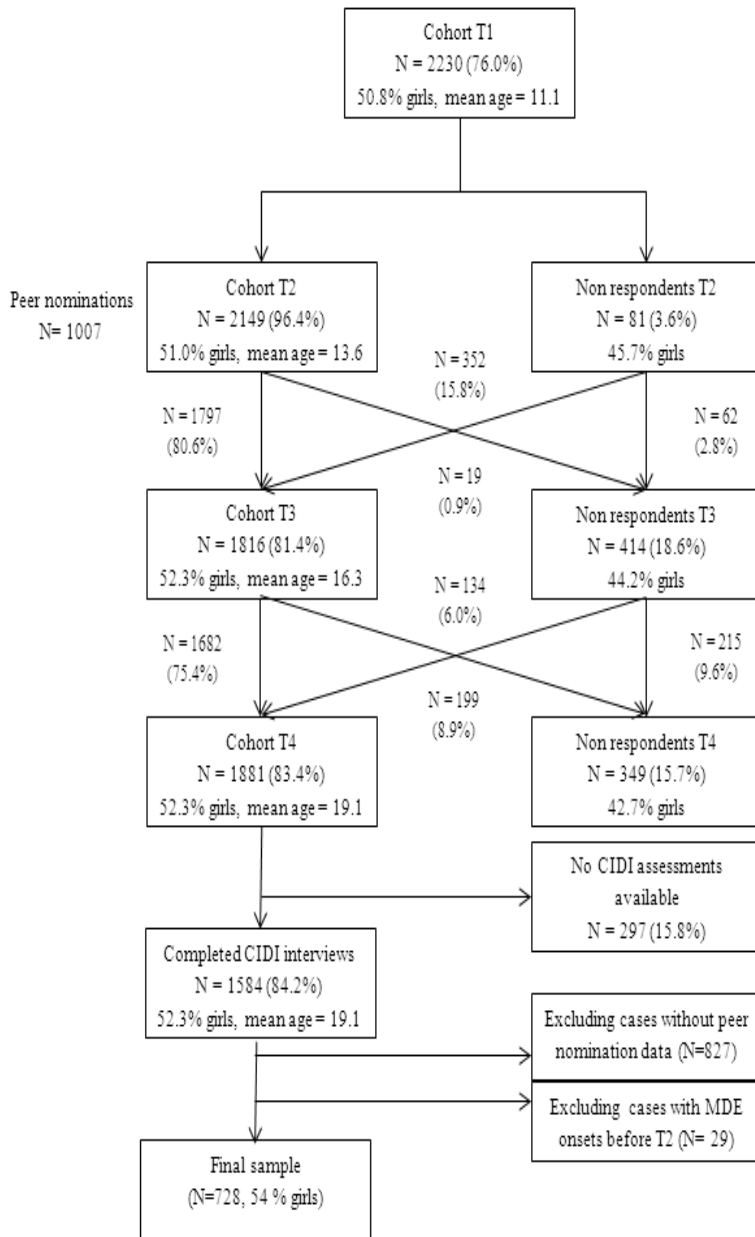 Cohort T1
N = 2230 (76.0%)
50.8% girls, mean age = 11.1
Peer nominations
N= 1007
Cohort T2
N = 2149 (96.4%)
51.0% girls, mean age = 13.6
Non respondents T2
N = 81 (3.6%)
45.7% girls
N = 1797
(80.6%)
N = 352
(15.8%)
N = 62
(2.8%)
N = 19
(0.9%)
Cohort T3
N = 1816 (81.4%)
52.3% girls, mean age = 16.3
Non respondents T3
N = 414 (18.6%)
44.2% girls
N = 1682
(75.4%)
N = 134
(6.0%)
N = 215
(9.6%)
N = 199
(8.9%)
Cohort T4
N = 1881 (83.4%)
52.3% girls, mean age = 19.1
Non respondents T4
N = 349 (15.7%)
42.7% girls
No CIDI assessments
available
N = 297 (15.8%)
Completed CIDI interviews
N = 1584 (84.2%)
52.3% girls, mean age = 19.1
Excluding cases without peer
nomination data (N=827)
Excluding cases with MDE
onsets before T2 (N= 29)
Final sample
(N=728, 54 % girls)